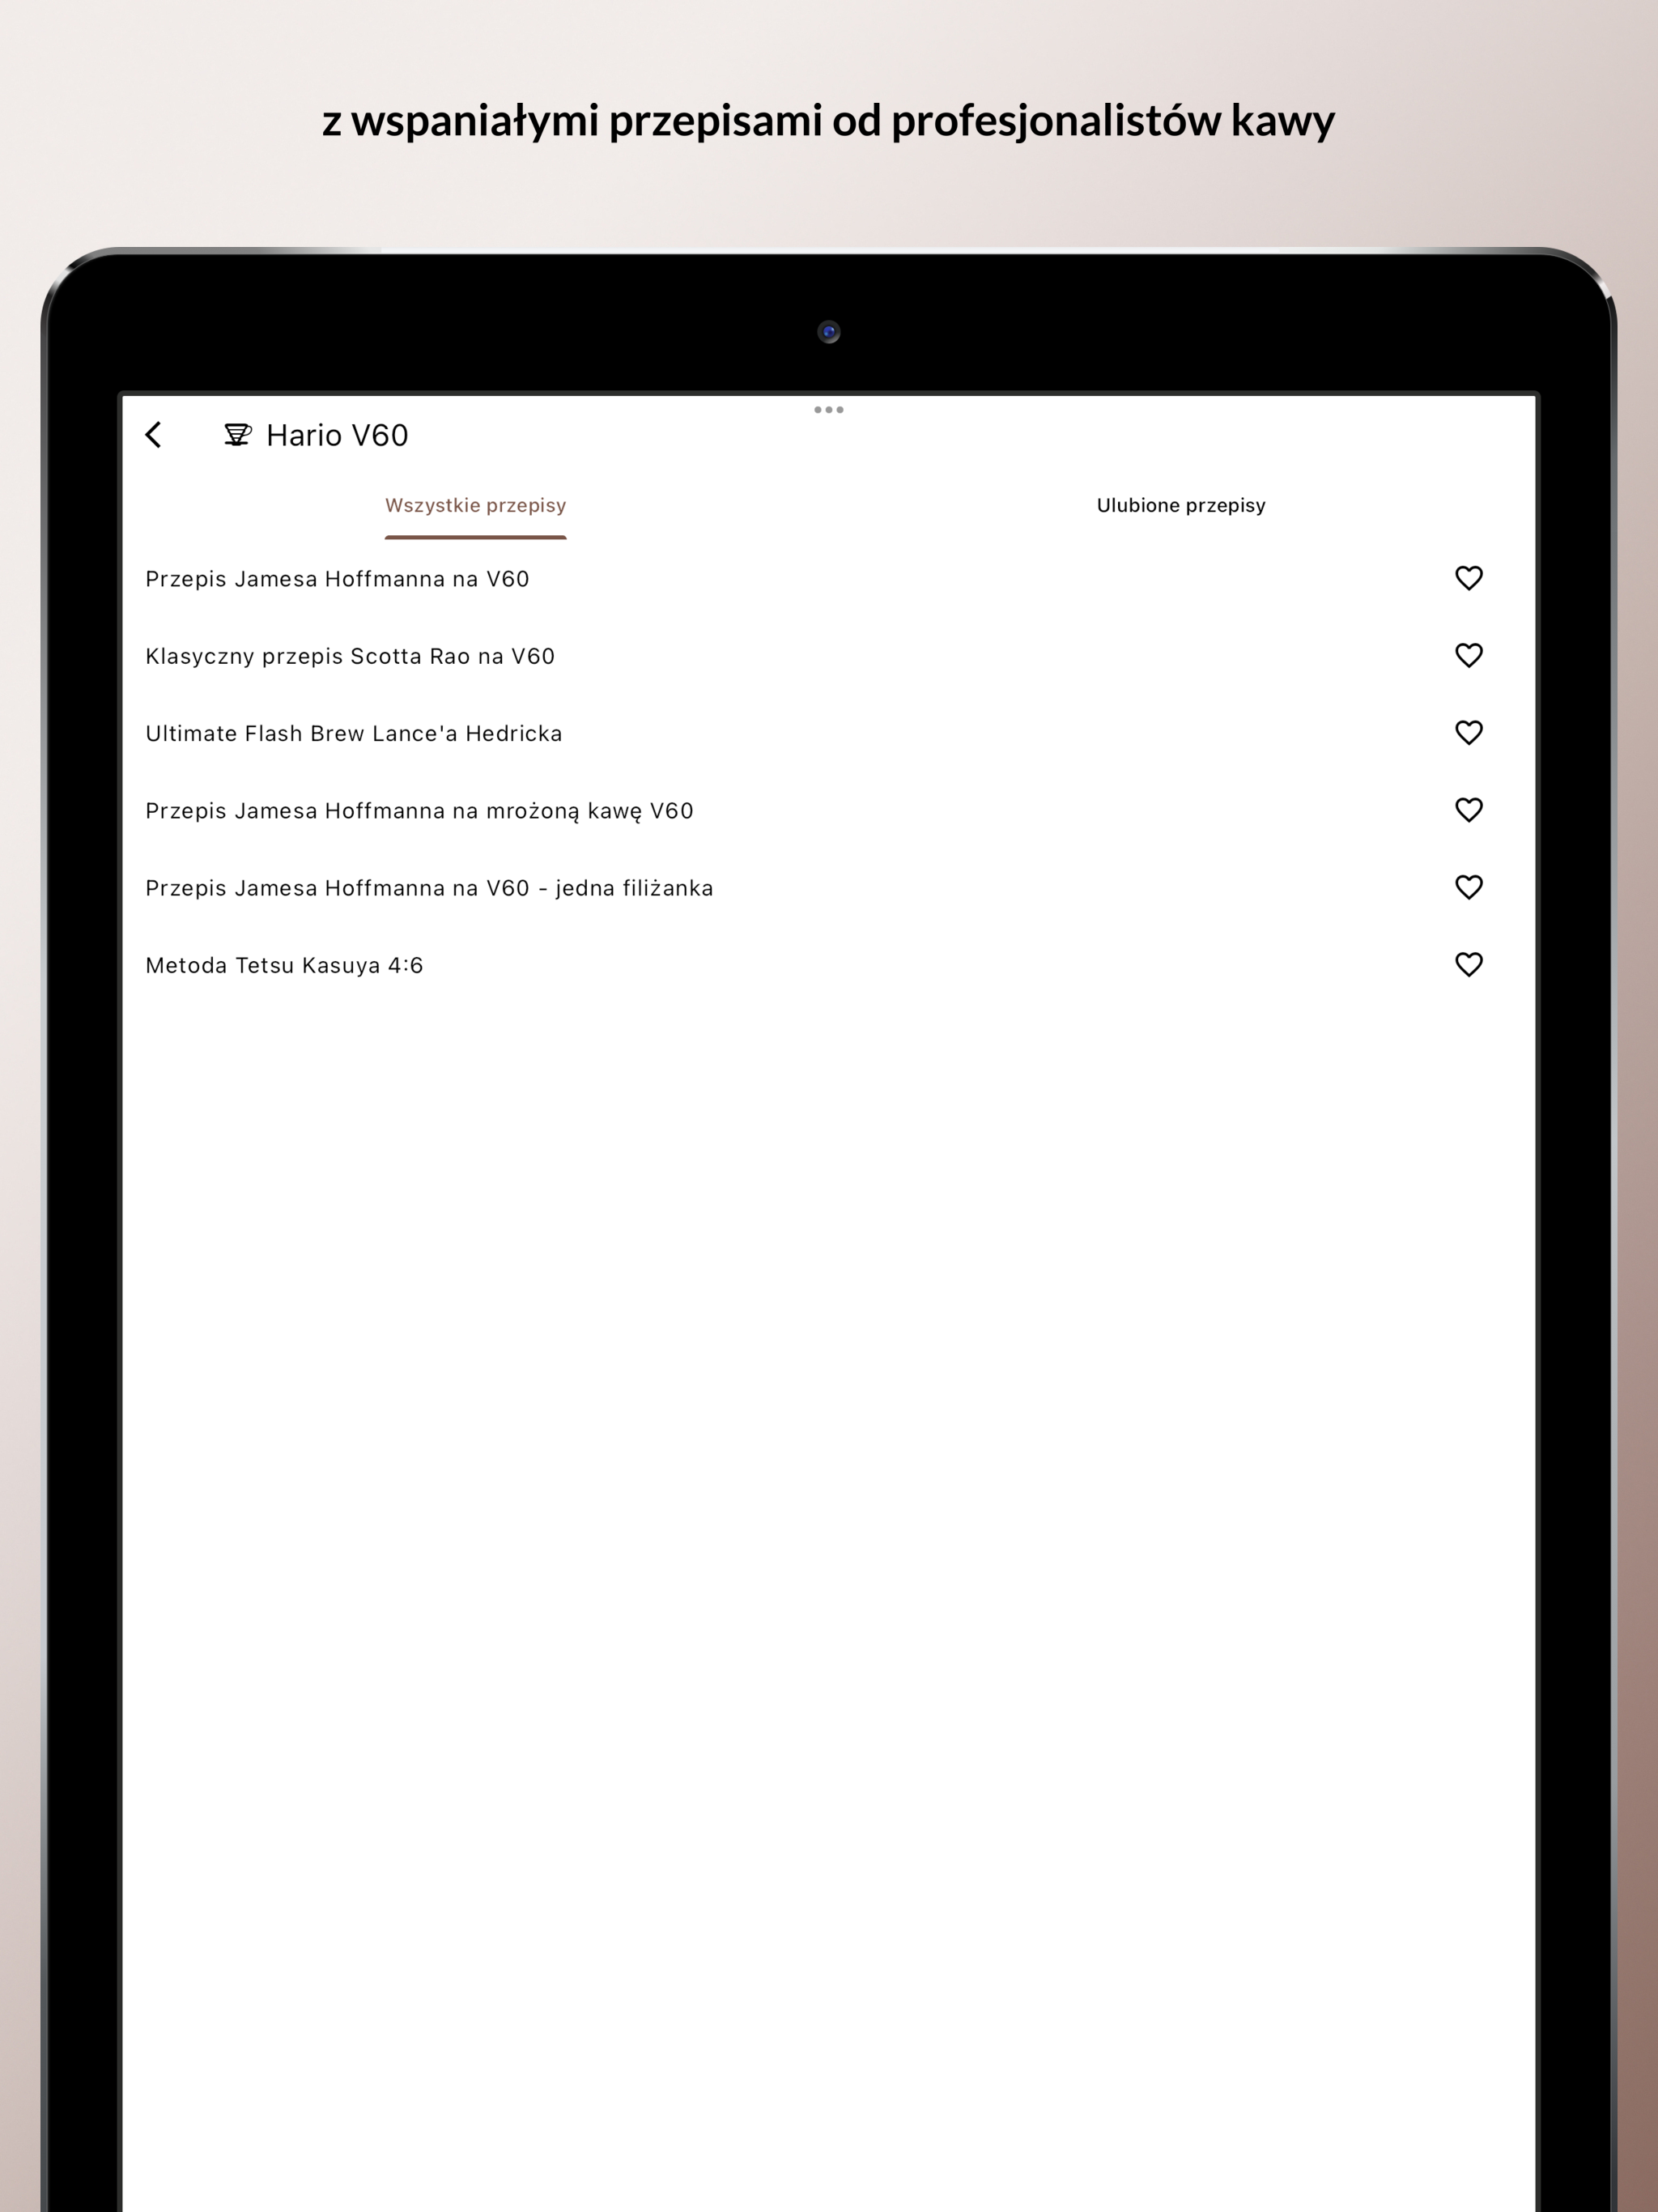 z wspaniałymi przepisami od profesjonalistów kawy
Hario V60
Wszystkie przepisy
Ulubione przepisy
Przepis Jamesa Hoffmanna na V60
Klasyczny przepis Scotta Rao na V60
Ultimate Flash Brew Lance'a Hedricka
Przepis Jamesa Hoffmanna na mrożoną kawę V60
Przepis Jamesa Hoffmanna na V60 - jedna filiżanka
Metoda Tetsu Kasuya 4:6